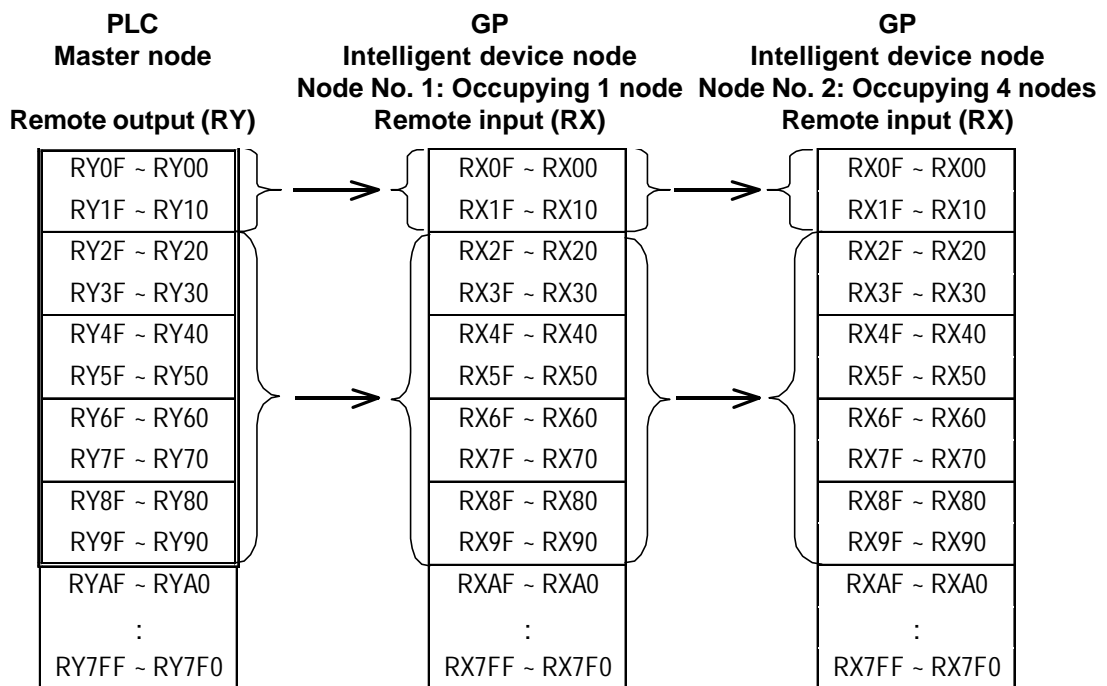 PLC
Master node
Remote output (RY)
RY0F ~ RY00
RY1F ~ RY10
RY2F ~ RY20
RY3F ~ RY30
RY4F ~ RY40
RY5F ~ RY50
RY6F ~ RY60
RY7F ~ RY70
RY8F ~ RY80
RY9F ~ RY90
RYAF ~ RYA0
:
RY7FF ~ RY7F0
GP
Intelligent device node
Node No. 1: Occupying 1 node
Remote input (RX)
RX0F ~ RX00
RX1F ~ RX10
RX2F ~ RX20
RX3F ~ RX30
RX4F ~ RX40
RX5F ~ RX50
RX6F ~ RX60
RX7F ~ RX70
RX8F ~ RX80
RX9F ~ RX90
RXAF ~ RXA0
:
RX7FF ~ RX7F0
GP
Intelligent device node
Node No. 2: Occupying 4 nodes
Remote input (RX)
RX0F ~ RX00
RX1F ~ RX10
RX2F ~ RX20
RX3F ~ RX30
RX4F ~ RX40
RX5F ~ RX50
RX6F ~ RX60
RX7F ~ RX70
RX8F ~ RX80
RX9F ~ RX90
RXAF ~ RXA0
:
RX7FF ~ RX7F0